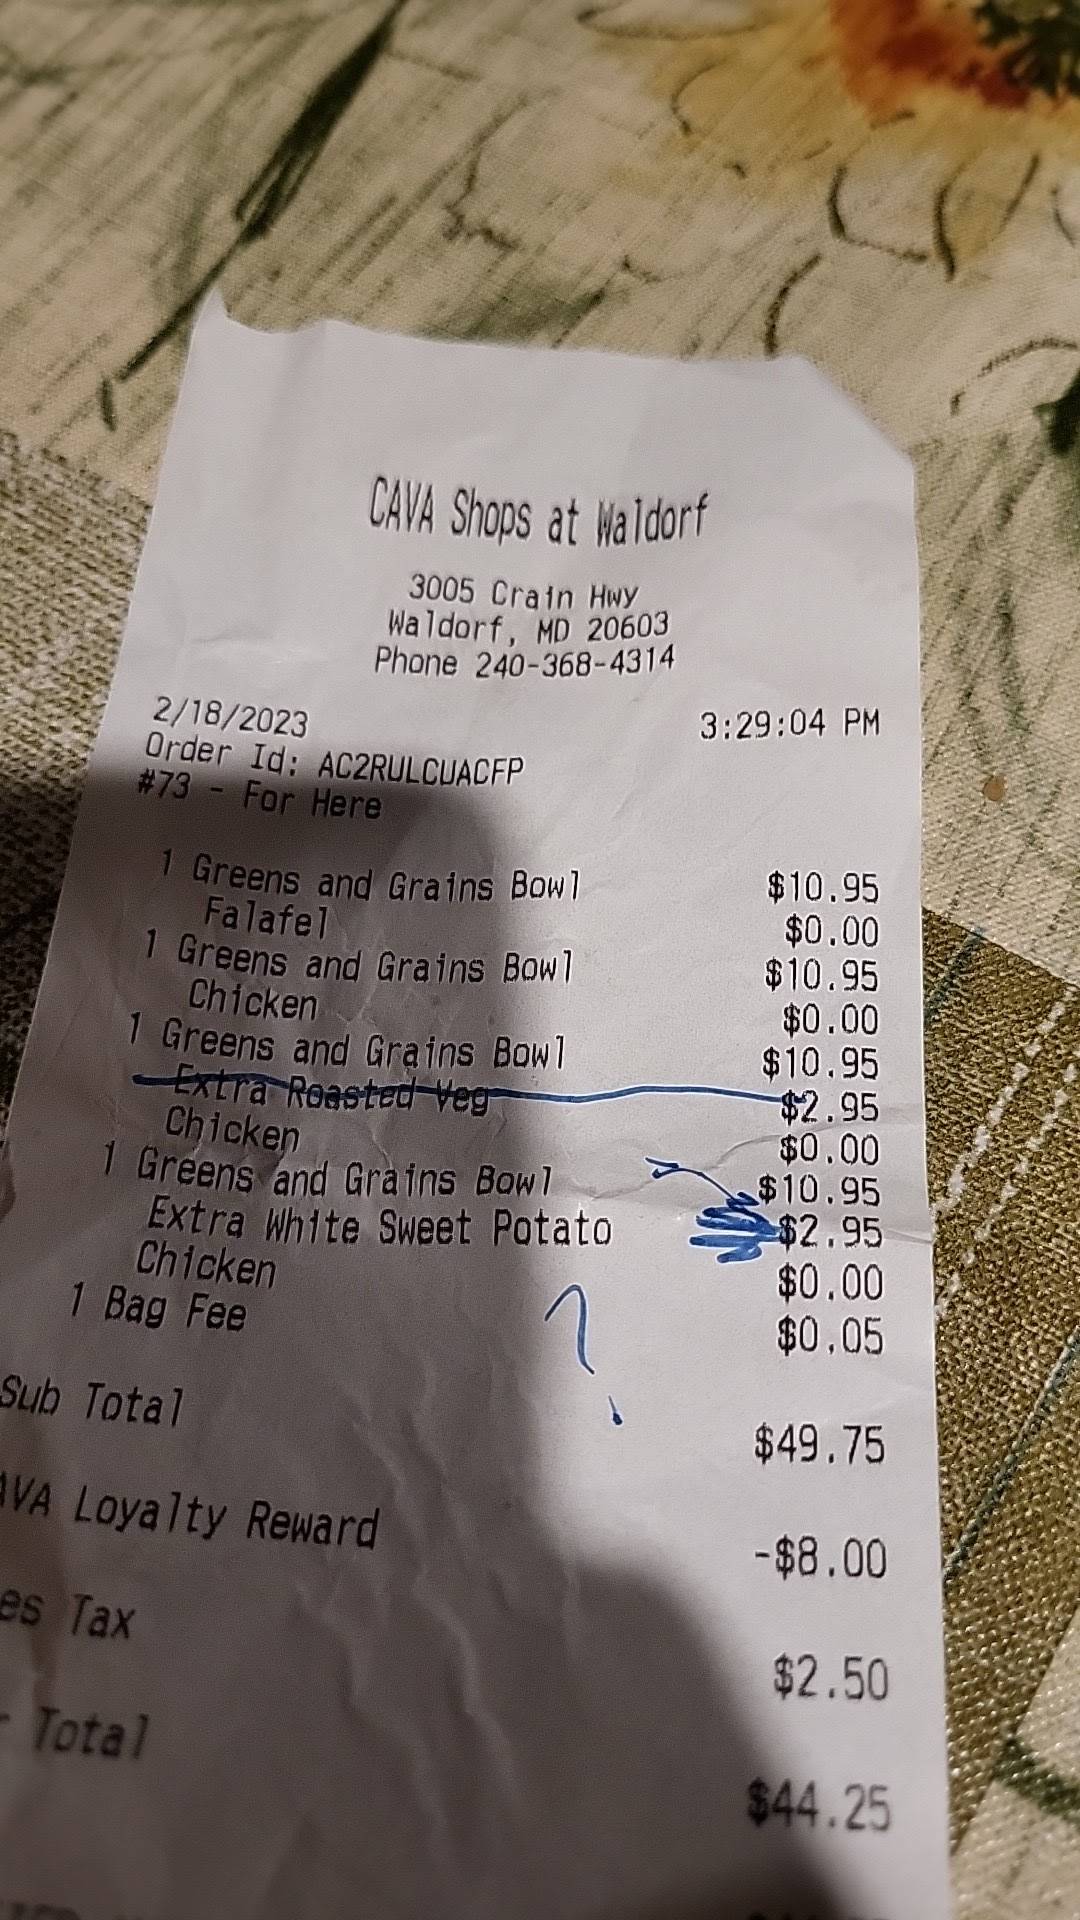 CAVA Shops at Waldorf
3005 Crain Hwy
Waldorf, MD 20603
Phone 240-368-4314
2/18/2023 3:29:04 PM
Order Id: AC2RULCUACFP
#73 - For Here
1 Greens and Grains Bowl $10.95
Falafel $0.00
1 Greens and Grains Bowl $10.95
Chicken $0.00
1 Greens and Grains Bowl $10.95
Extra Roasted Veg $2.95
Chicken $0.00
1 Greens and Grains Bowl $10.95
Extra White Sweet Potato $2.95
Chicken $0.00
1 Bag Fee $0.05
?
Sub Total $49.75
AVA Loyalty Reward -$8.00
es Tax $2.50
r Total $44.25